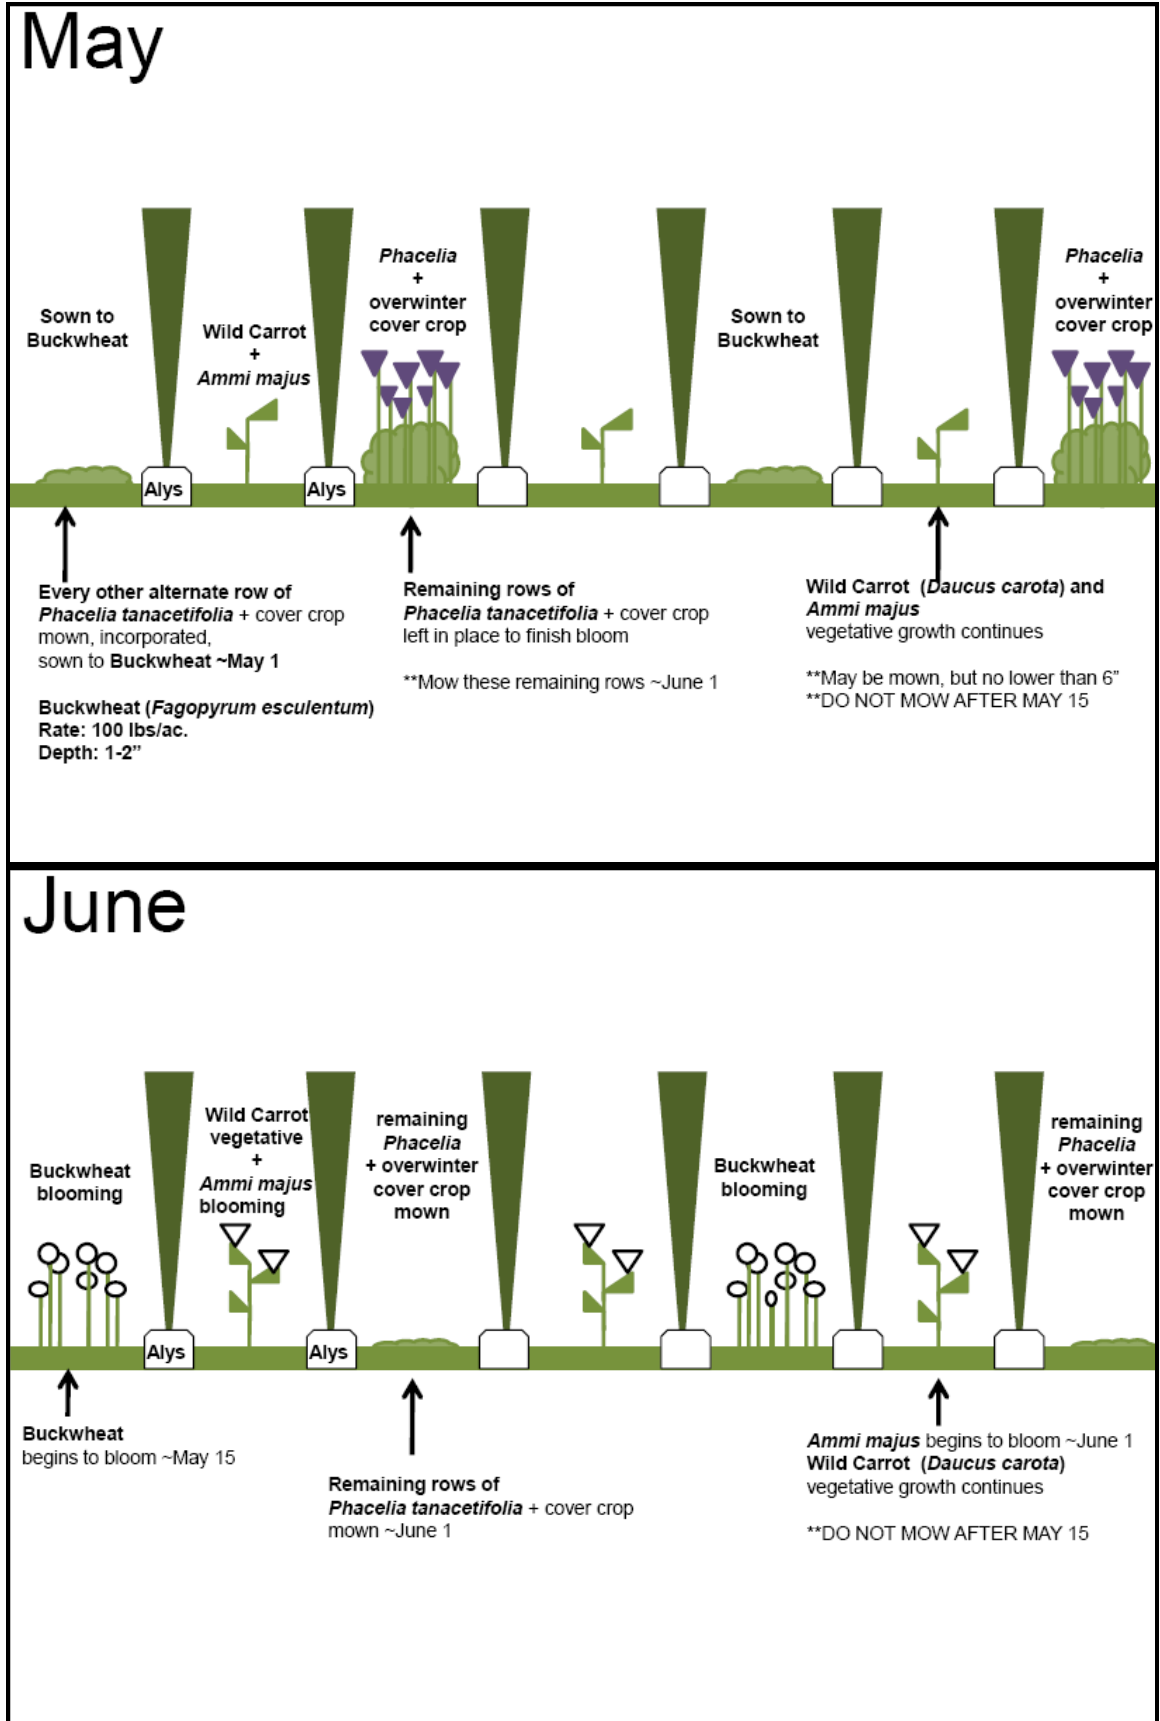 May
Sown to
Buckwheat
Wild Carrot
+
Ammi majus
Phacelia
+
overwinter
cover crop
Sown to
Buckwheat
Phacelia
+
overwinter
cover crop
Alys
Alys
Every other alternate row of
Phacelia tanacetifolia + cover crop
mown, incorporated,
sown to Buckwheat ~May 1
Buckwheat (Fagopyrum esculentum)
Rate: 100 lbs/ac.
Depth: 1-2”
Remaining rows of
Phacelia tanacetifolia + cover crop
left in place to finish bloom
**Mow these remaining rows ~June 1
Wild Carrot (Daucus carota) and
Ammi majus
vegetative growth continues
**May be mown, but no lower than 6”
**DO NOT MOW AFTER MAY 15
June
Buckwheat
blooming
Wild Carrot
vegetative
+
Ammi majus
blooming
remaining
Phacelia
+ overwinter
cover crop
mown
Buckwheat
blooming
remaining
Phacelia
+ overwinter
cover crop
mown
Alys
Alys
Buckwheat
begins to bloom ~May 15
Remaining rows of
Phacelia tanacetifolia + cover crop
mown ~June 1
Ammi majus begins to bloom ~June 1
Wild Carrot (Daucus carota)
vegetative growth continues
**DO NOT MOW AFTER MAY 15